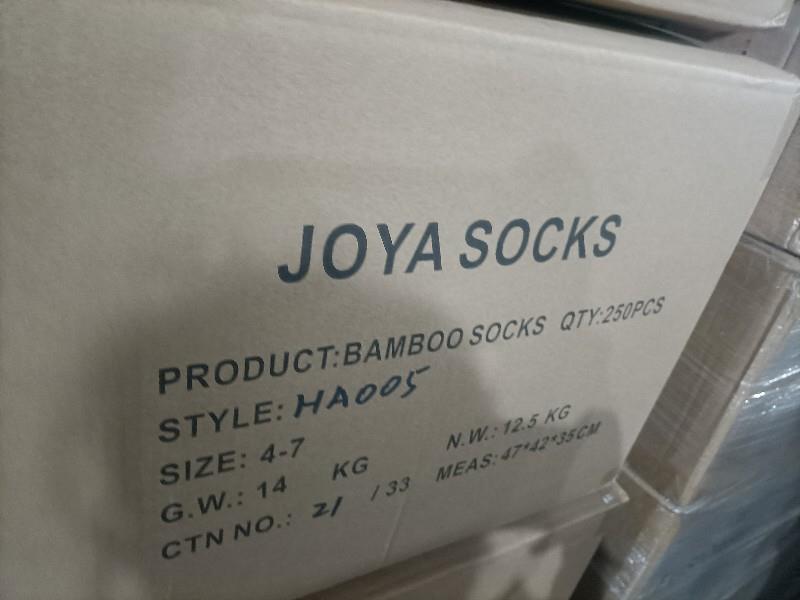 JOYA SOCKS
PRODUCT:BAMBOO SOCKS QTY:250PCS
STYLE: HA005
SIZE: 4-7
G.W.: 14 KG N.W.: 12.5 KG
CTN NO.: 21 / 33 MEAS: 47*42*35CM